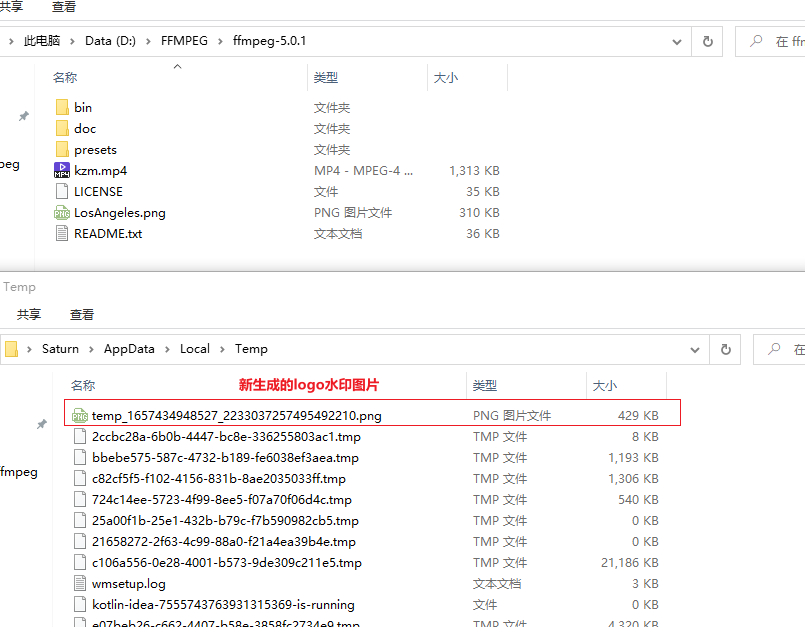 共享 查看
此电脑 > Data (D:) > FFMPEG > ffmpeg-5.0.1 在 ffm
名称 类型 大小
bin 文件夹
doc 文件夹
presets 文件夹
peg
kzm.mp4 MP4 - MPEG-4 ... 1,313 KB
LICENSE 文件 35 KB
LosAngeles.png PNG 图片文件 310 KB
README.txt 文本文档 36 KB
Temp
共享 查看
Saturn > AppData > Local > Temp 在
名称 新生成的logo水印图片 类型 大小
temp_1657434948527_2233037257495492210.png PNG 图片文件 429 KB
2ccbc28a-6b0b-4447-bc8e-336255803ac1.tmp TMP 文件 8 KB
bbebe575-587c-4732-b189-fe6038ef3aea.tmp TMP 文件 1,193 KB
ffmpeg
c82cf5f5-f102-4156-831b-8ae2035033ff.tmp TMP 文件 1,306 KB
724c14ee-5723-4f99-8ee5-f07a70f06d4c.tmp TMP 文件 540 KB
25a00f1b-25e1-432b-b79c-f7b590982cb5.tmp TMP 文件 0 KB
21658272-2f63-4c99-88a0-f21a4ea39b4e.tmp TMP 文件 0 KB
c106a556-0e28-4001-b573-9de309c211e5.tmp TMP 文件 21,186 KB
wmsetup.log 文本文档 3 KB
kotlin-idea-7555743763931315369-is-running 文件 0 KB
e07beb26-c662-4407-b58e-3858fc2734e9.tmp TMP 文件 4,320 KB